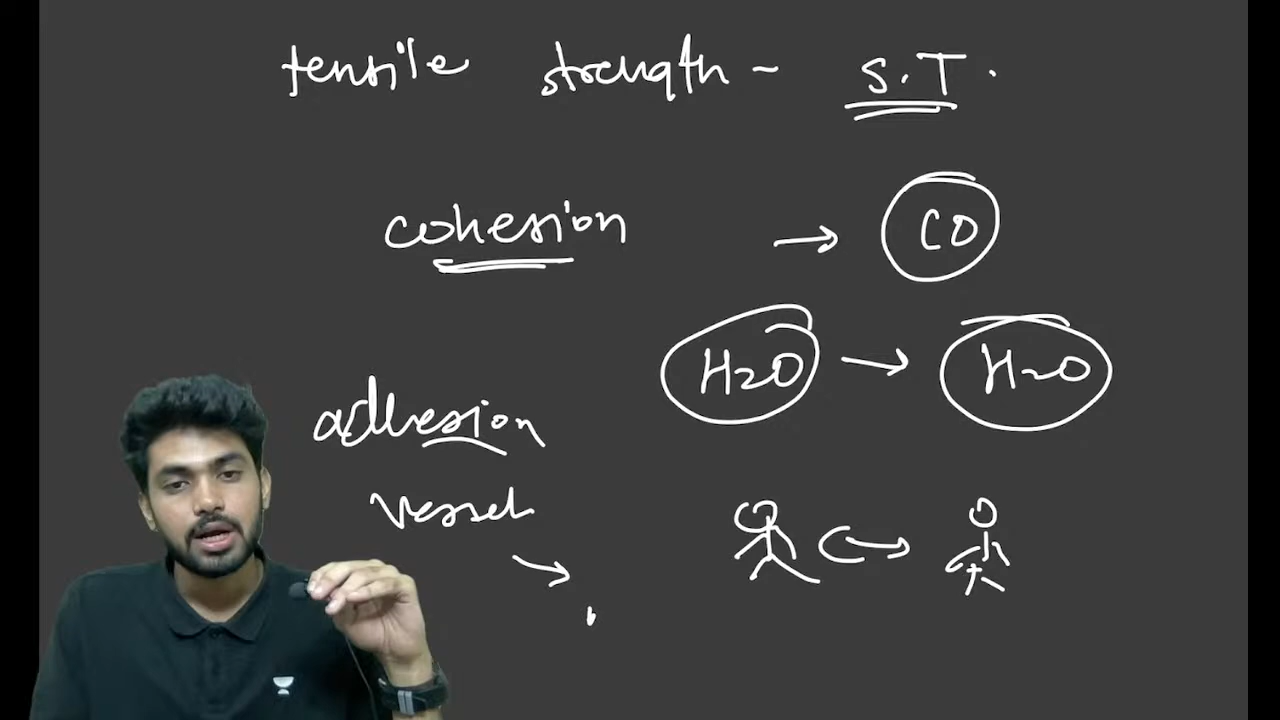 tensile strength - S.T.
cohesion → CO
H2O → H2O
adhesion
vessel